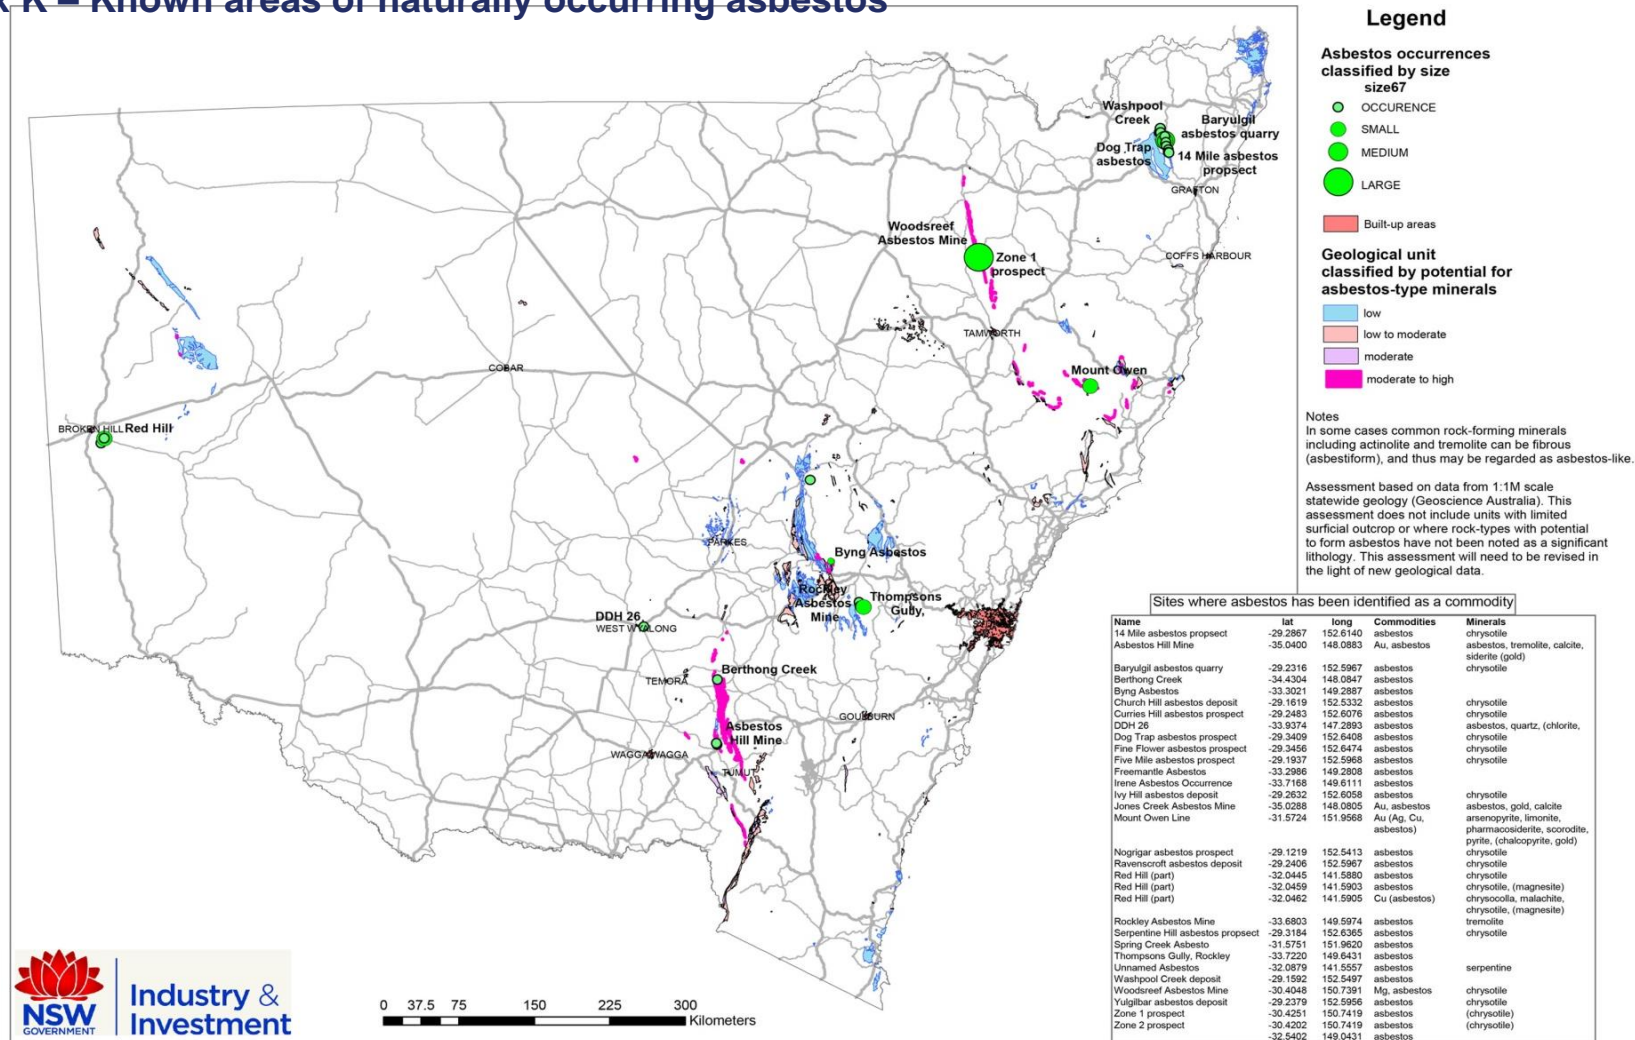 K – Known areas of naturally occurring asbestos
Washpool
Creek
Baryulgil
asbestos quarry
Dog Trap
asbestos
14 Mile asbestos
propsect
GRAFTON
Woodsreef
Asbestos Mine
Zone 1
prospect
COFFS HARBOUR
TAMWORTH
Mount Owen
COBAR
BROKEN HILL
Red Hill
PARKES
Byng Asbestos
Rockley
Asbestos
Mine
Thompsons
Gully,
DDH 26
WEST WYALONG
Berthong Creek
TEMORA
GOULBURN
Asbestos
Hill Mine
WAGGA WAGGA
TUMUT
NSW
GOVERNMENT
Industry &
Investment
0 37.5 75 150 225 300
Kilometers
Legend
Asbestos occurrences
classified by size
size67
OCCURENCE
SMALL
MEDIUM
LARGE
Built-up areas
Geological unit
classified by potential for
asbestos-type minerals
low
low to moderate
moderate
moderate to high
Notes
In some cases common rock-forming minerals
including actinolite and tremolite can be fibrous
(asbestiform), and thus may be regarded as asbestos-like.
Assessment based on data from 1:1M scale
statewide geology (Geoscience Australia). This
assessment does not include units with limited
surficial outcrop or where rock-types with potential
to form asbestos have not been noted as a significant
lithology. This assessment will need to be revised in
the light of new geological data.
Sites where asbestos has been identified as a commodity
Name lat long Commodities Minerals
14 Mile asbestos propsect -29.2867 152.6140 asbestos chrysotile
Asbestos Hill Mine -35.0400 148.0883 Au, asbestos asbestos, tremolite, calcite,
siderite (gold)
Baryulgil asbestos quarry -29.2316 152.5967 asbestos chrysotile
Berthong Creek -34.4304 148.0847 asbestos
Byng Asbestos -33.3021 149.2887 asbestos
Church Hill asbestos deposit -29.1619 152.5332 asbestos chrysotile
Curries Hill asbestos prospect -29.2483 152.6076 asbestos chrysotile
DDH 26 -33.9374 147.2893 asbestos asbestos, quartz, (chlorite,
Dog Trap asbestos prospect -29.3409 152.6408 asbestos chrysotile
Fine Flower asbestos prospect -29.3456 152.6474 asbestos chrysotile
Five Mile asbestos prospect -29.1937 152.5968 asbestos chrysotile
Freemantle Asbestos -33.2986 149.2808 asbestos
Irene Asbestos Occurrence -33.7168 149.6111 asbestos
Ivy Hill asbestos deposit -29.2632 152.6058 asbestos chrysotile
Jones Creek Asbestos Mine -35.0288 148.0805 Au, asbestos asbestos, gold, calcite
Mount Owen Line -31.5724 151.9568 Au (Ag, Cu, arsenopyrite, limonite,
asbestos) pharmacosiderite, scorodite,
pyrite, (chalcopyrite, gold)
Nogrigar asbestos prospect -29.1219 152.5413 asbestos chrysotile
Ravenscroft asbestos deposit -29.2406 152.5967 asbestos chrysotile
Red Hill (part) -32.0445 141.5880 asbestos chrysotile
Red Hill (part) -32.0459 141.5903 asbestos chrysotile, (magnesite)
Red Hill (part) -32.0462 141.5905 Cu (asbestos) chrysocolla, malachite,
chrysotile, (magnesite)
Rockley Asbestos Mine -33.6803 149.5974 asbestos tremolite
Serpentine Hill asbestos propsect -29.3184 152.6365 asbestos chrysotile
Spring Creek Asbesto -31.5751 151.9620 asbestos
Thompsons Gully, Rockley -33.7220 149.6431 asbestos
Unnamed Asbestos -32.0879 141.5557 asbestos serpentine
Washpool Creek deposit -29.1592 152.5497 asbestos
Woodsreef Asbestos Mine -30.4048 150.7391 Mg, asbestos chrysotile
Yulgilbar asbestos deposit -29.2379 152.5956 asbestos chrysotile
Zone 1 prospect -30.4251 150.7419 asbestos (chrysotile)
Zone 2 prospect -30.4202 150.7419 asbestos (chrysotile)
-32.5402 149.0431 asbestos